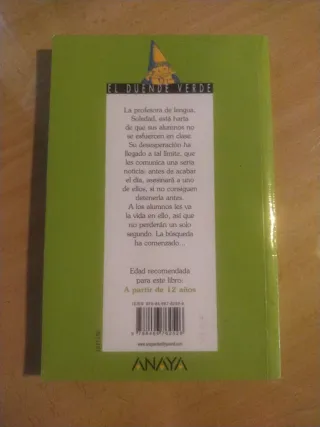 EL DUENDE VERDE
La profesora de lengua,
Soledad, está harta
de que sus alumnos no
se esfuercen en clase.
Su desesperación ha
llegado a tal límite, que
les comunica una seria
noticia: antes de acabar
el día, asesinará a uno
de ellos, si no consiguen
detenerla antes.
A los alumnos les va
la vida en ello, así que
no perderán un solo
segundo. La búsqueda
ha comenzado...
Edad recomendada
para este libro:
A partir de 12 años
ANAYA